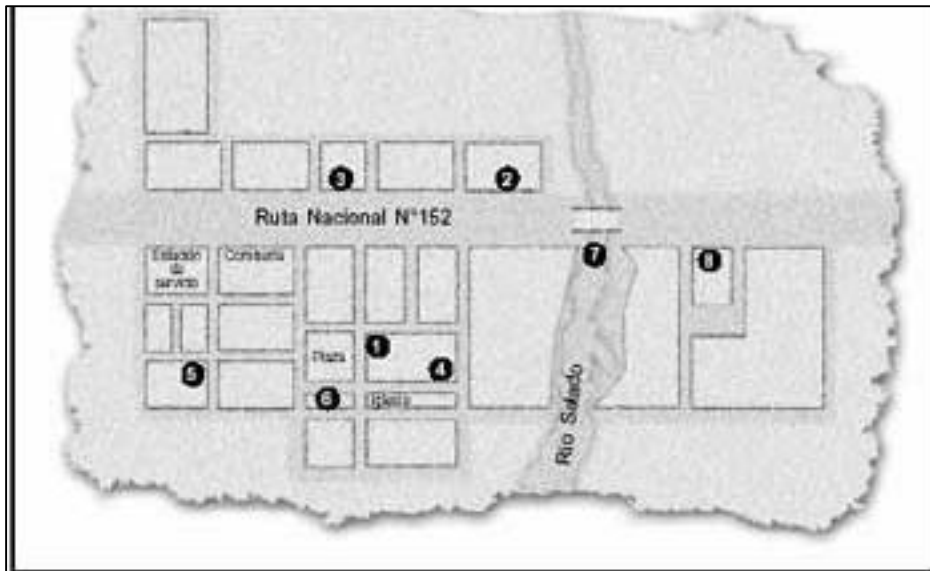 3
2
Ruta Nacional N°152
7
Estación
de
servicio
Comisaría
8
1
Plaza
4
5
6
Iglesia
Río Salado